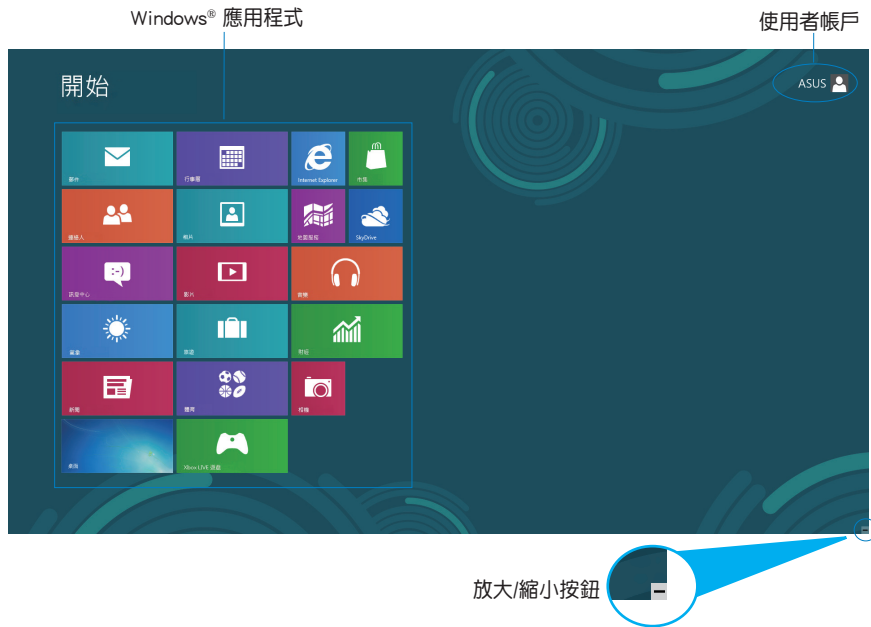 Windows® 應用程式
使用者帳戶
開始
ASUS
郵件
行事曆
Internet Explorer
市集
連絡人
相片
地圖服務
SkyDrive
訊息中心
影片
音樂
氣象
旅遊
財經
新聞
體育
相機
桌面
Xbox LIVE 遊戲
放大/縮小按鈕